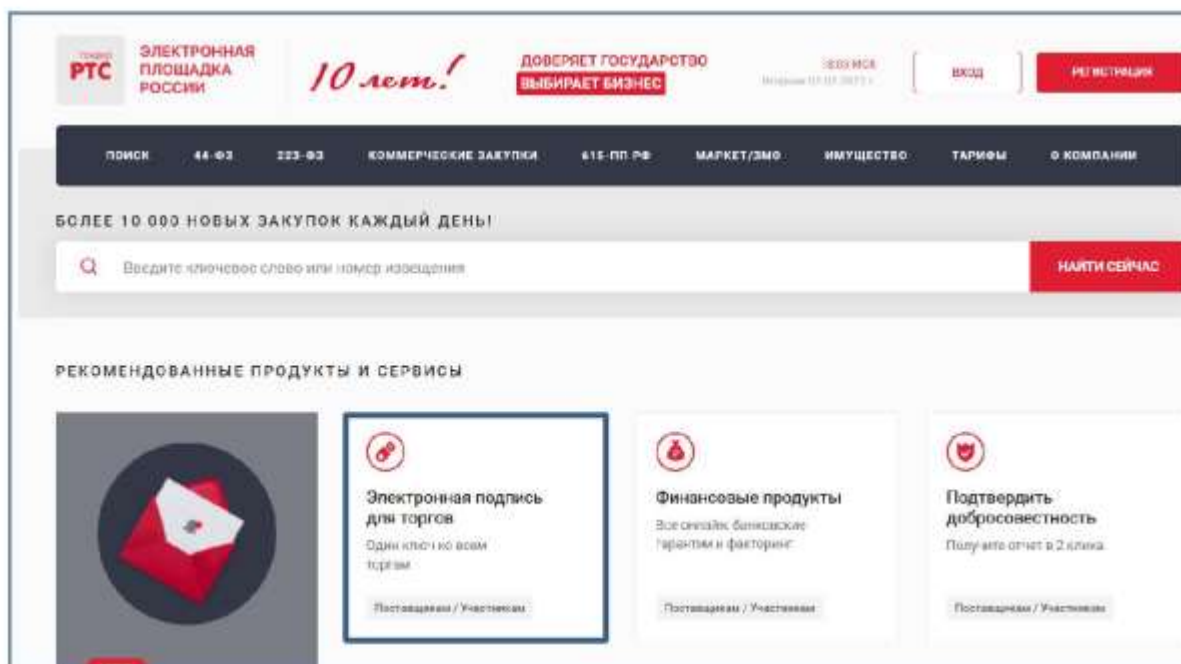 РТС
ЭЛЕКТРОННАЯ
ПЛОЩАДКА
РОССИИ
10 лет!
ДОВЕРЯЕТ ГОСУДАРСТВО
ВЫБИРАЕТ БИЗНЕС
МСК
ВХОД
РЕГИСТРАЦИЯ
ПОИСК 44-ФЗ 223-ФЗ КОММЕРЧЕСКИЕ ЗАКУПКИ 615-ПП РФ МАРКЕТ/ЗМО ИМУЩЕСТВО ТАРИФЫ О КОМПАНИИ
БОЛЕЕ 10 000 НОВЫХ ЗАКУПОК КАЖДЫЙ ДЕНЬ!
Введите ключевое слово или номер извещения
НАЙТИ СЕЙЧАС
РЕКОМЕНДОВАННЫЕ ПРОДУКТЫ И СЕРВИСЫ
Электронная подпись
для торгов
Один ключ ко всем
торгам
Поставщикам / Участникам
Финансовые продукты
Все онлайн: банковские
гарантии и факторинг
Поставщикам / Участникам
Подтвердить
добросовестность
Получите отчет в 2 клика
Поставщикам / Участникам